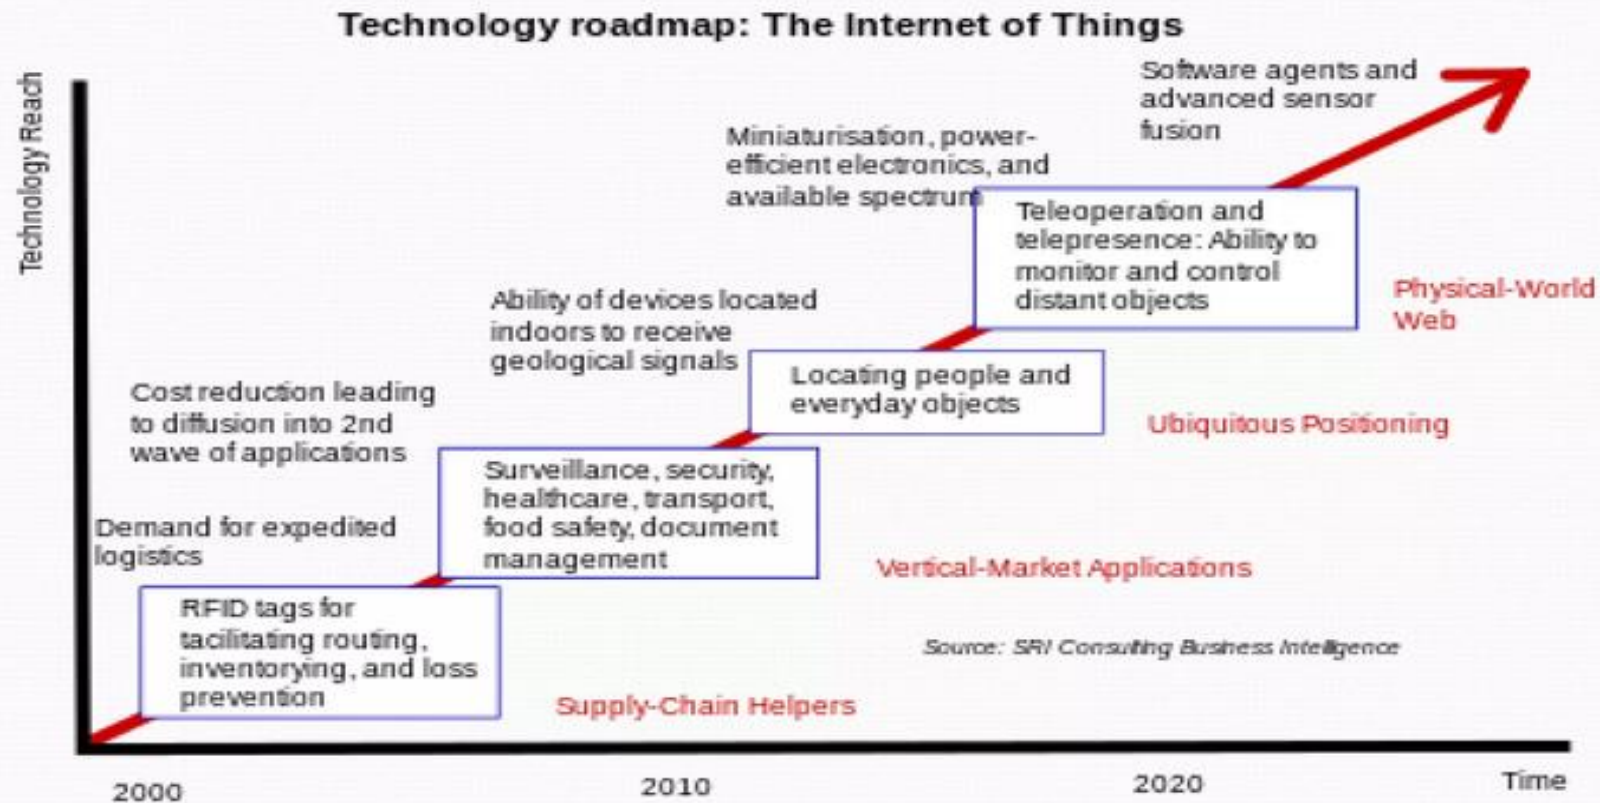 Technology roadmap: The Internet of Things
Technology Reach
Software agents and
advanced sensor
fusion
Miniaturisation, power-
efficient electronics, and
available spectrum
Teleoperation and
telepresence: Ability to
monitor and control
distant objects
Physical-World
Web
Ability of devices located
indoors to receive
geological signals
Locating people and
everyday objects
Ubiquitous Positioning
Cost reduction leading
to diffusion into 2nd
wave of applications
Surveillance, security,
healthcare, transport,
food safety, document
management
Vertical-Market Applications
Demand for expedited
logistics
RFID tags for
tacilitating routing,
inventorying, and loss
prevention
Supply-Chain Helpers
Source: SRI Consulting Business Intelligence
2000
2010
2020
Time